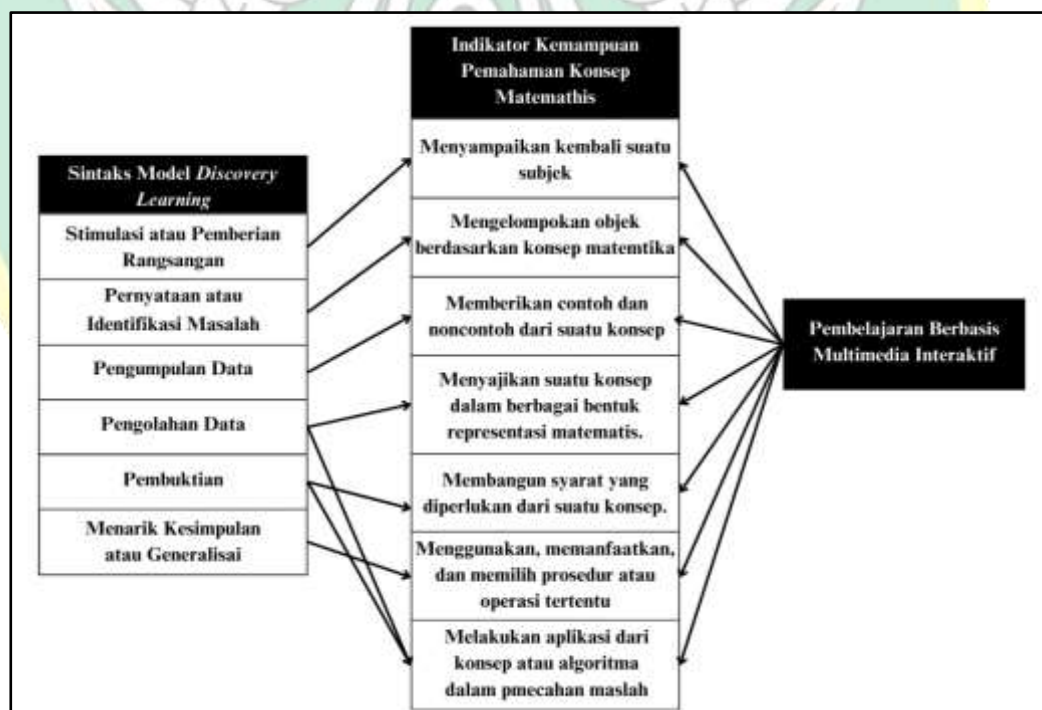 Sintaks Model Discovery
Learning
Stimulasi atau Pemberian
Rangsangan
Pernyataan atau
Identifikasi Masalah
Pengumpulan Data
Pengolahan Data
Pembuktian
Menarik Kesimpulan
atau Generalisai
Indikator Kemampuan
Pemahaman Konsep
Matemathis
Menyampaikan kembali suatu
subjek
Mengelompokan objek
berdasarkan konsep matemtika
Memberikan contoh dan
noncontoh dari suatu konsep
Menyajikan suatu konsep
dalam berbagai bentuk
representasi matematis.
Membangun syarat yang
diperlukan dari suatu konsep.
Menggunakan, memanfaatkan,
dan memilih prosedur atau
operasi tertentu
Melakukan aplikasi dari
konsep atau algoritma
dalam pmecahan maslah
Pembelajaran Berbasis
Multimedia Interaktif